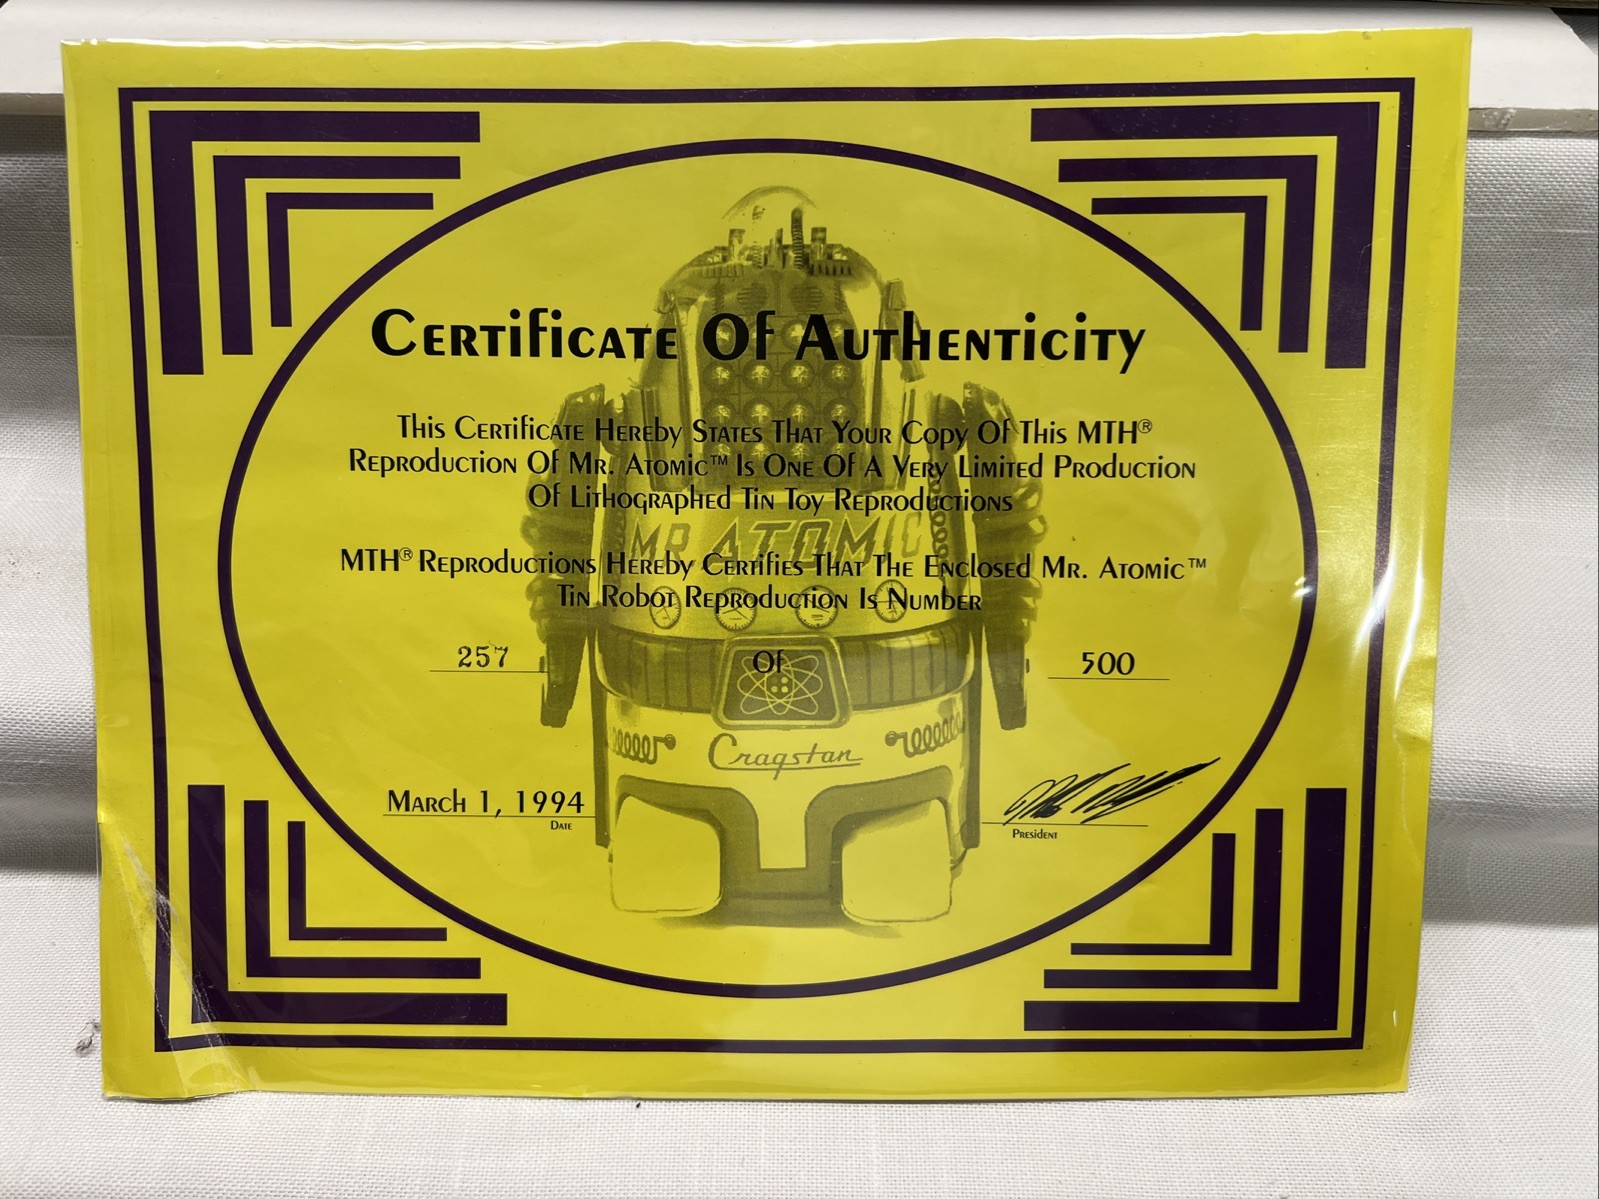 Certificate Of Authenticity
This Certificate Hereby States That Your Copy Of This MTH®
Reproduction Of Mr. Atomic™ Is One Of A Very Limited Production
Of Lithographed Tin Toy Reproductions
MR ATOMIC
MTH® Reproductions Hereby Certifies That The Enclosed Mr. Atomic™
Tin Robot Reproduction Is Number
257 Of 500
Cragstan
March 1, 1994
Date
President